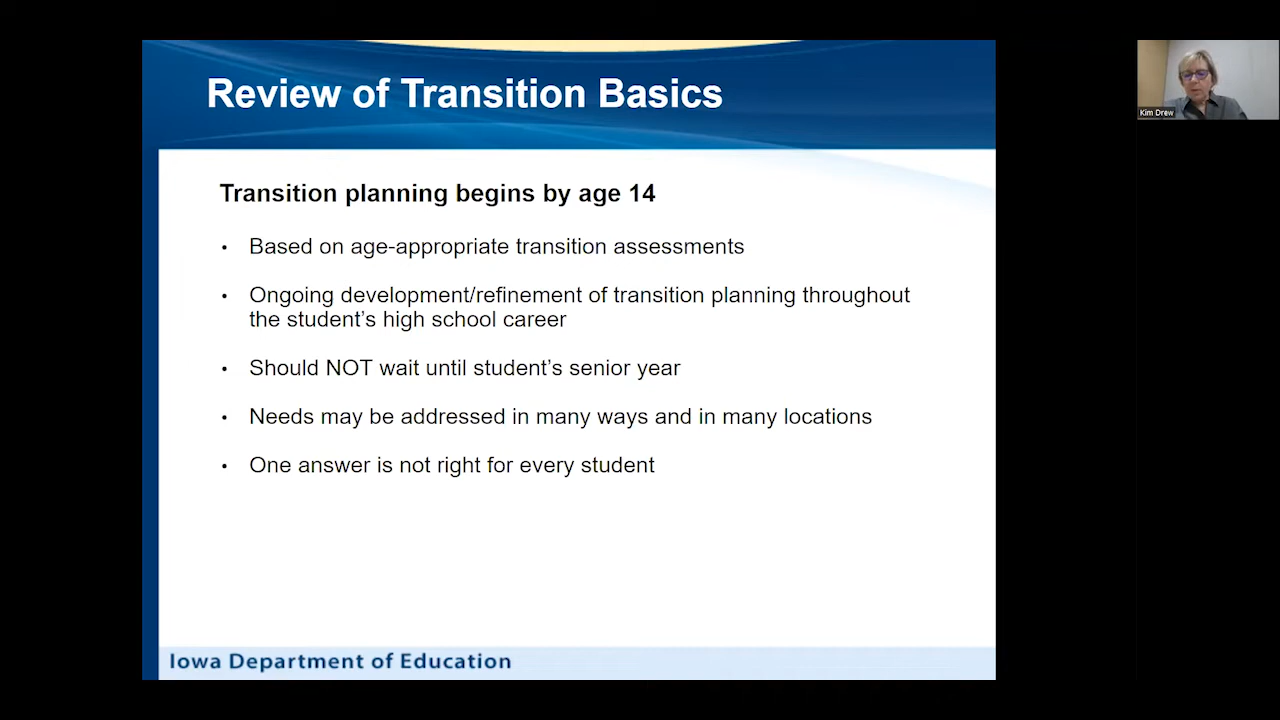 Review of Transition Basics
Transition planning begins by age 14
• Based on age-appropriate transition assessments
• Ongoing development/refinement of transition planning throughout
the student’s high school career
• Should NOT wait until student’s senior year
• Needs may be addressed in many ways and in many locations
• One answer is not right for every student
Iowa Department of Education
Kim Drew